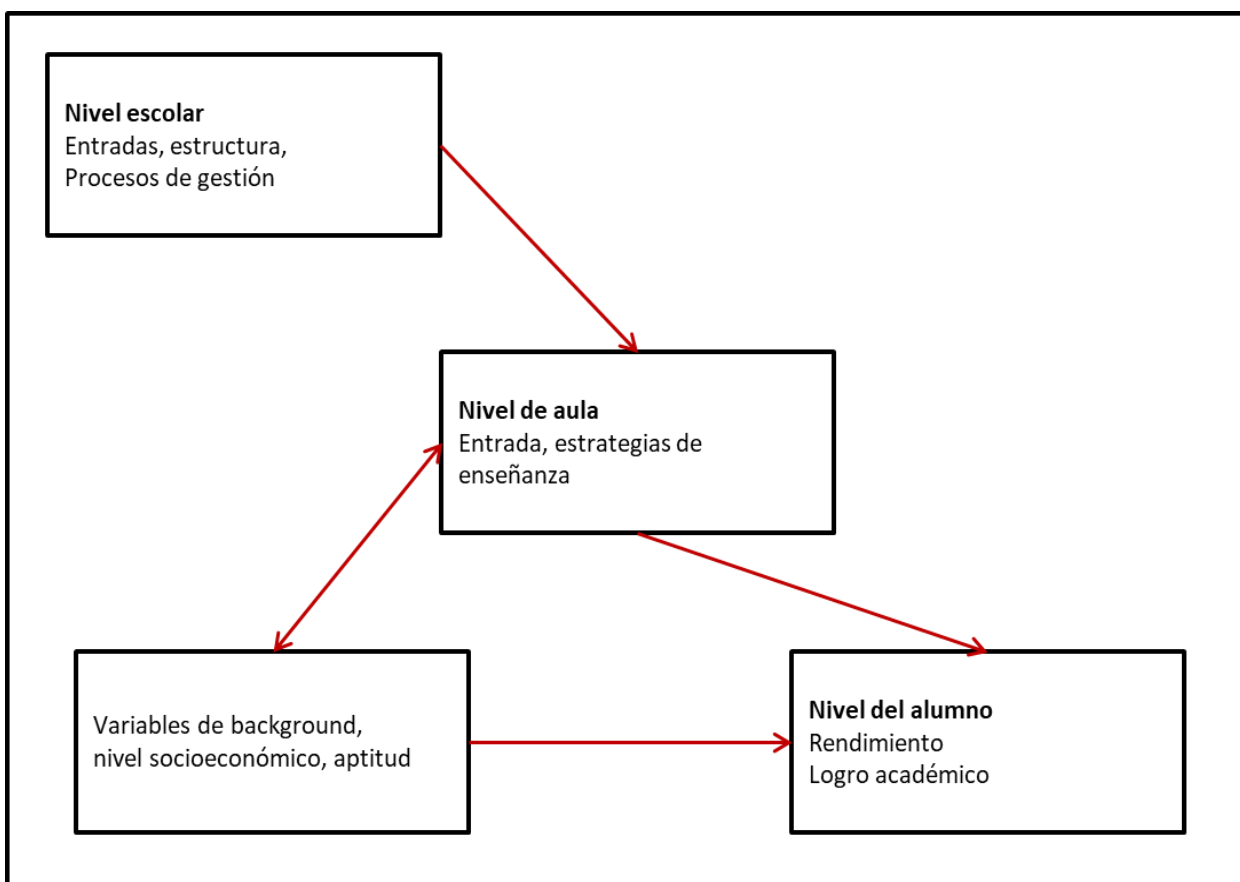 Nivel escolar
Entradas, estructura,
Procesos de gestión
Nivel de aula
Entrada, estrategias de
enseñanza
Variables de background,
nivel socioeconómico, aptitud
Nivel del alumno
Rendimiento
Logro académico